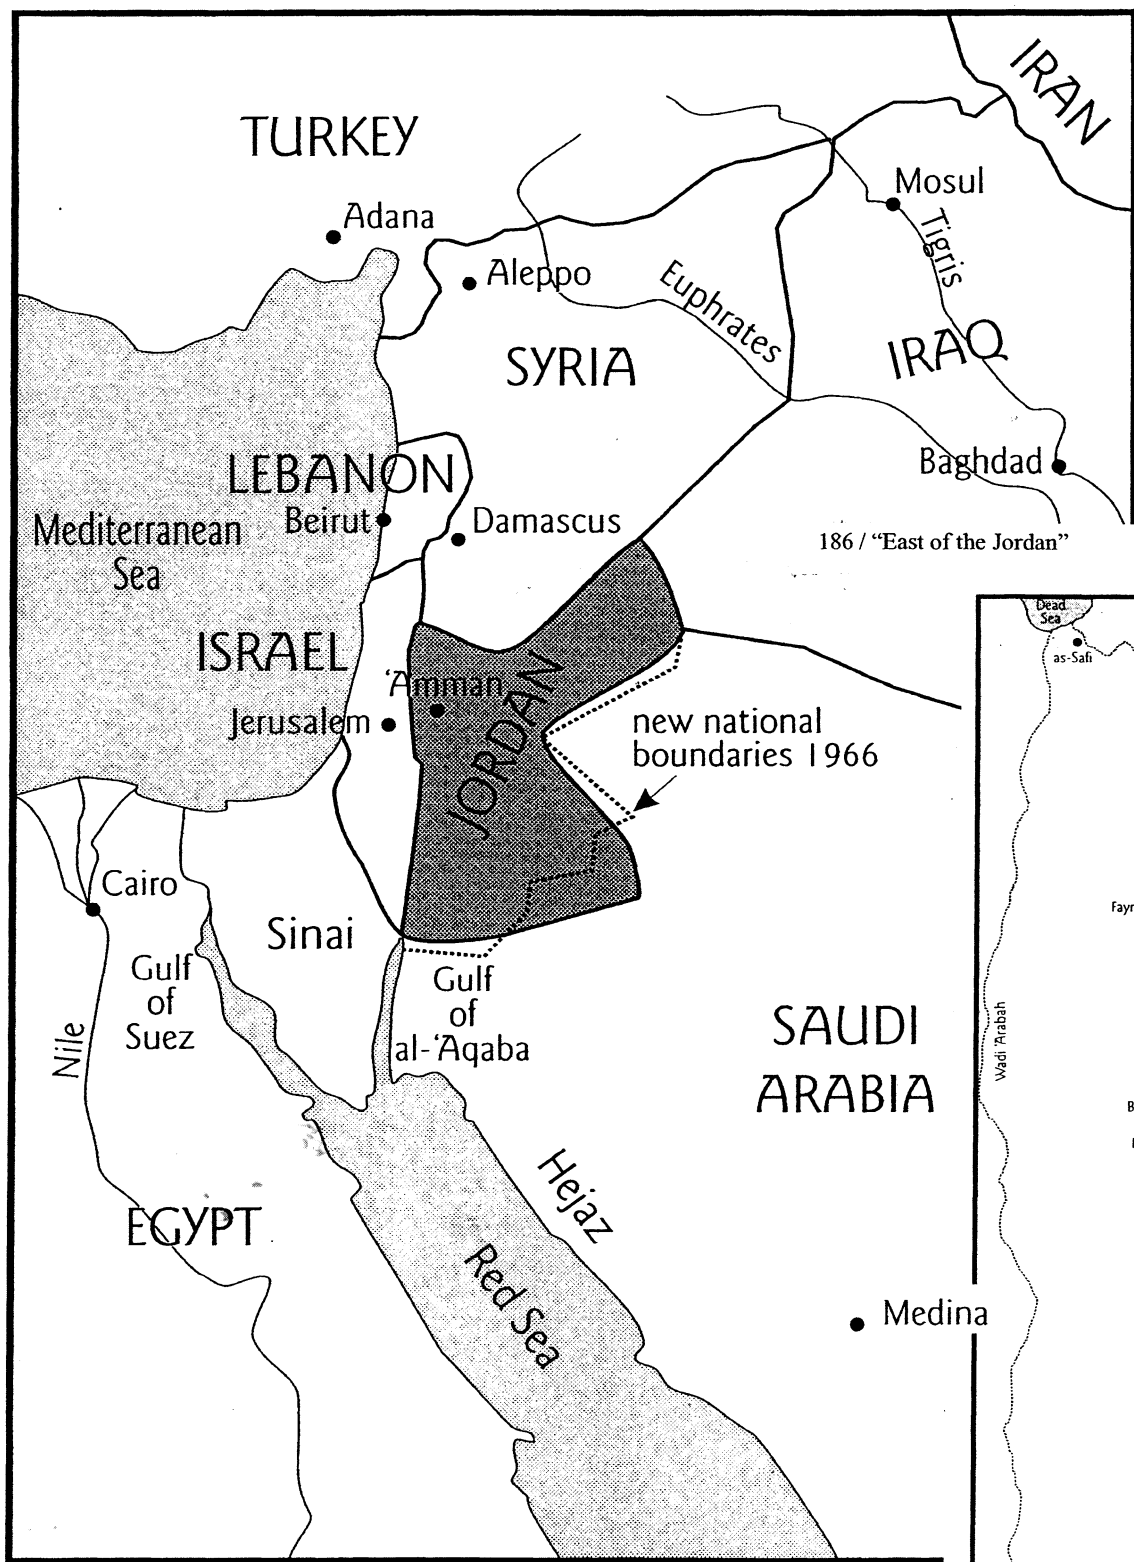 IRAN
TURKEY
Mosul
Adana
Tigris
Aleppo
Euphrates
IRAQ
SYRIA
LEBANON
Baghdad
Beirut
Damascus
Mediterranean
Sea
186 / “East of the Jordan”
Dead
Sea
as-Safi
ISRAEL
‘Amman
JORDAN
Jerusalem
new national
boundaries 1966
Cairo
Sinai
Gulf
of
Suez
Gulf
of
al-‘Aqaba
Nile
SAUDI
ARABIA
Wadi ‘Arabah
Hejaz
EGYPT
Red Sea
Medina